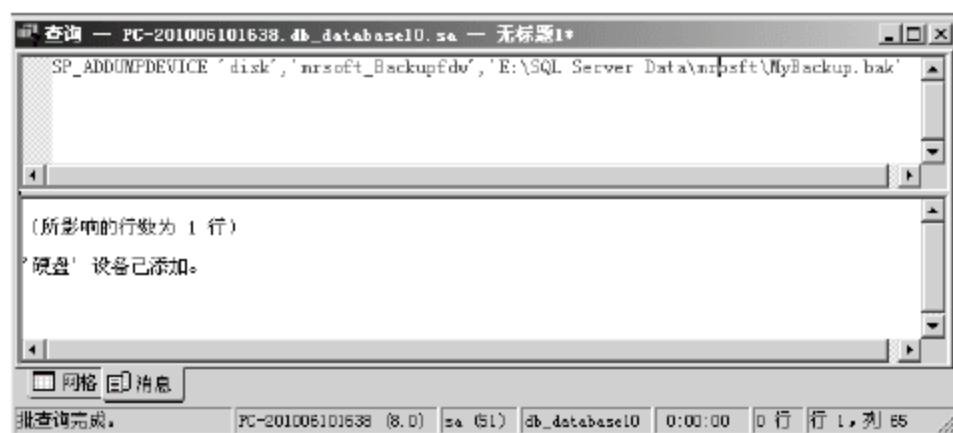 查询 — PC-201006101638.db_database10.sa — 无标题1*
SP_ADDUMPDEVICE 'disk','mrsoft_Backupfdw','E:\SQL Server Data\mrbsft\MyBackup.bak'
（所影响的行数为 1 行）
'硬盘' 设备已添加。
网格 消息
批查询完成。 PC-201006101638 (8.0) sa (51) db_database10 0:00:00 0 行 行 1, 列 65